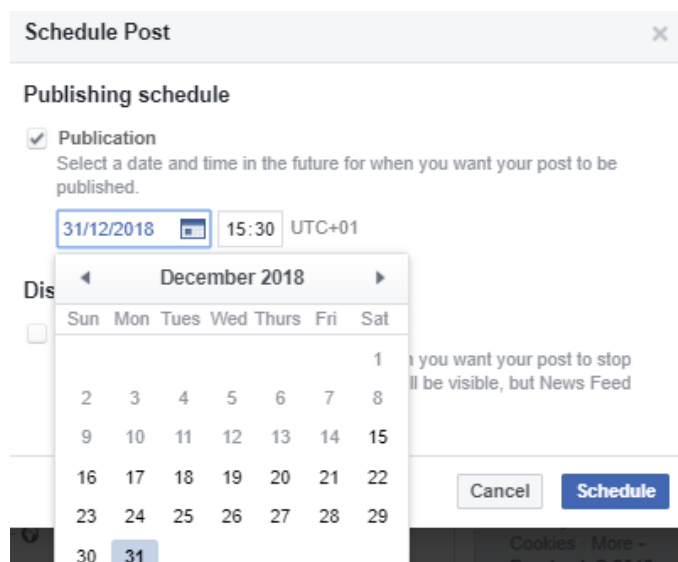 Schedule Post
Publishing schedule
Publication
Select a date and time in the future for when you want your post to be
published.
31/12/2018 15:30 UTC+01
December 2018
Dis
Sun Mon Tues Wed Thurs Fri Sat
1
you want your post to stop
2 3 4 5 6 7 8
be visible, but News Feed
9 10 11 12 13 14 15
16 17 18 19 20 21 22
Cancel Schedule
23 24 25 26 27 28 29
30 31
Cookies · More